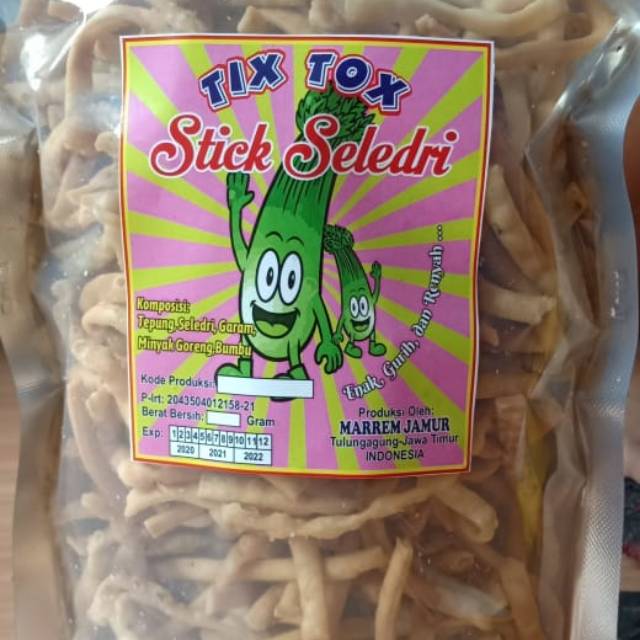 TIX TOX
Stick Seledri
Komposisi:
Tepung,Seledri, Garam,
Minyak Goreng,Bumbu
Enak, Gurih, dan Renyah ...
Kode Produksi:
P-Irt: 2043504012158-21
Berat Bersih: Gram
Exp: 1 2 3 4 5 6 7 8 9 10 11 12
2020 2021 2022
Produksi Oleh:
MARREM JAMUR
Tulungagung-Jawa Timur
INDONESIA